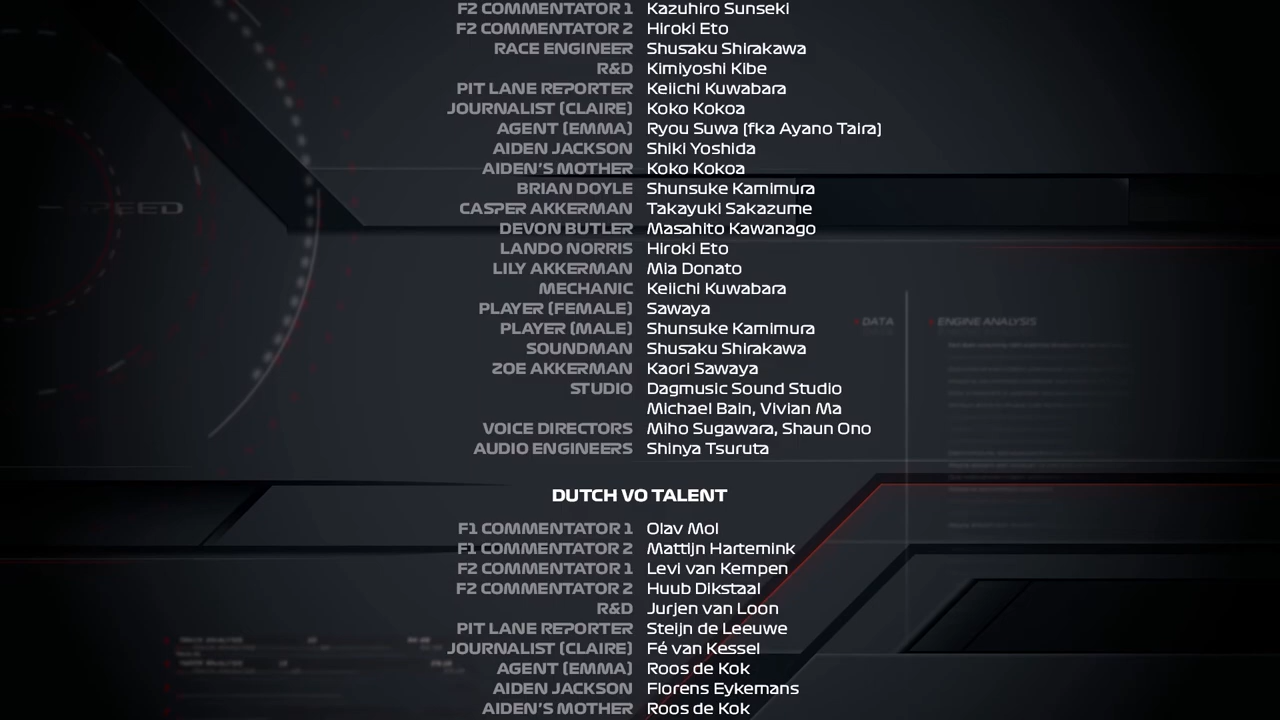 F2 COMMENTATOR 1 Kazuhiro Sunseki
F2 COMMENTATOR 2 Hiroki Eto
RACE ENGINEER Shusaku Shirakawa
R&D Kimiyoshi Kibe
PIT LANE REPORTER Keiichi Kuwabara
JOURNALIST (CLAIRE) Koko Kokoa
AGENT (EMMA) Ryou Suwa (fka Ayano Taira)
AIDEN JACKSON Shiki Yoshida
AIDEN'S MOTHER Koko Kokoa
BRIAN DOYLE Shunsuke Kamimura
CASPER AKKERMAN Takayuki Sakazume
DEVON BUTLER Masahito Kawanago
LANDO NORRIS Hiroki Eto
LILY AKKERMAN Mia Donato
MECHANIC Keiichi Kuwabara
PLAYER (FEMALE) Sawaya
PLAYER (MALE) Shunsuke Kamimura
SOUNDMAN Shusaku Shirakawa
ZOE AKKERMAN Kaori Sawaya
STUDIO Dagmusic Sound Studio
Michael Bain, Vivian Ma
VOICE DIRECTORS Miho Sugawara, Shaun Ono
AUDIO ENGINEERS Shinya Tsuruta
DUTCH VO TALENT
F1 COMMENTATOR 1 Olav Mol
F1 COMMENTATOR 2 Mattijn Hartemink
F2 COMMENTATOR 1 Levi van Kempen
F2 COMMENTATOR 2 Huub Dikstaal
R&D Jurjen van Loon
PIT LANE REPORTER Steijn de Leeuwe
JOURNALIST (CLAIRE) Fé van Kessel
AGENT (EMMA) Roos de Kok
AIDEN JACKSON Florens Eykemans
AIDEN'S MOTHER Roos de Kok
SPEED
DATA
ENGINE ANALYSIS